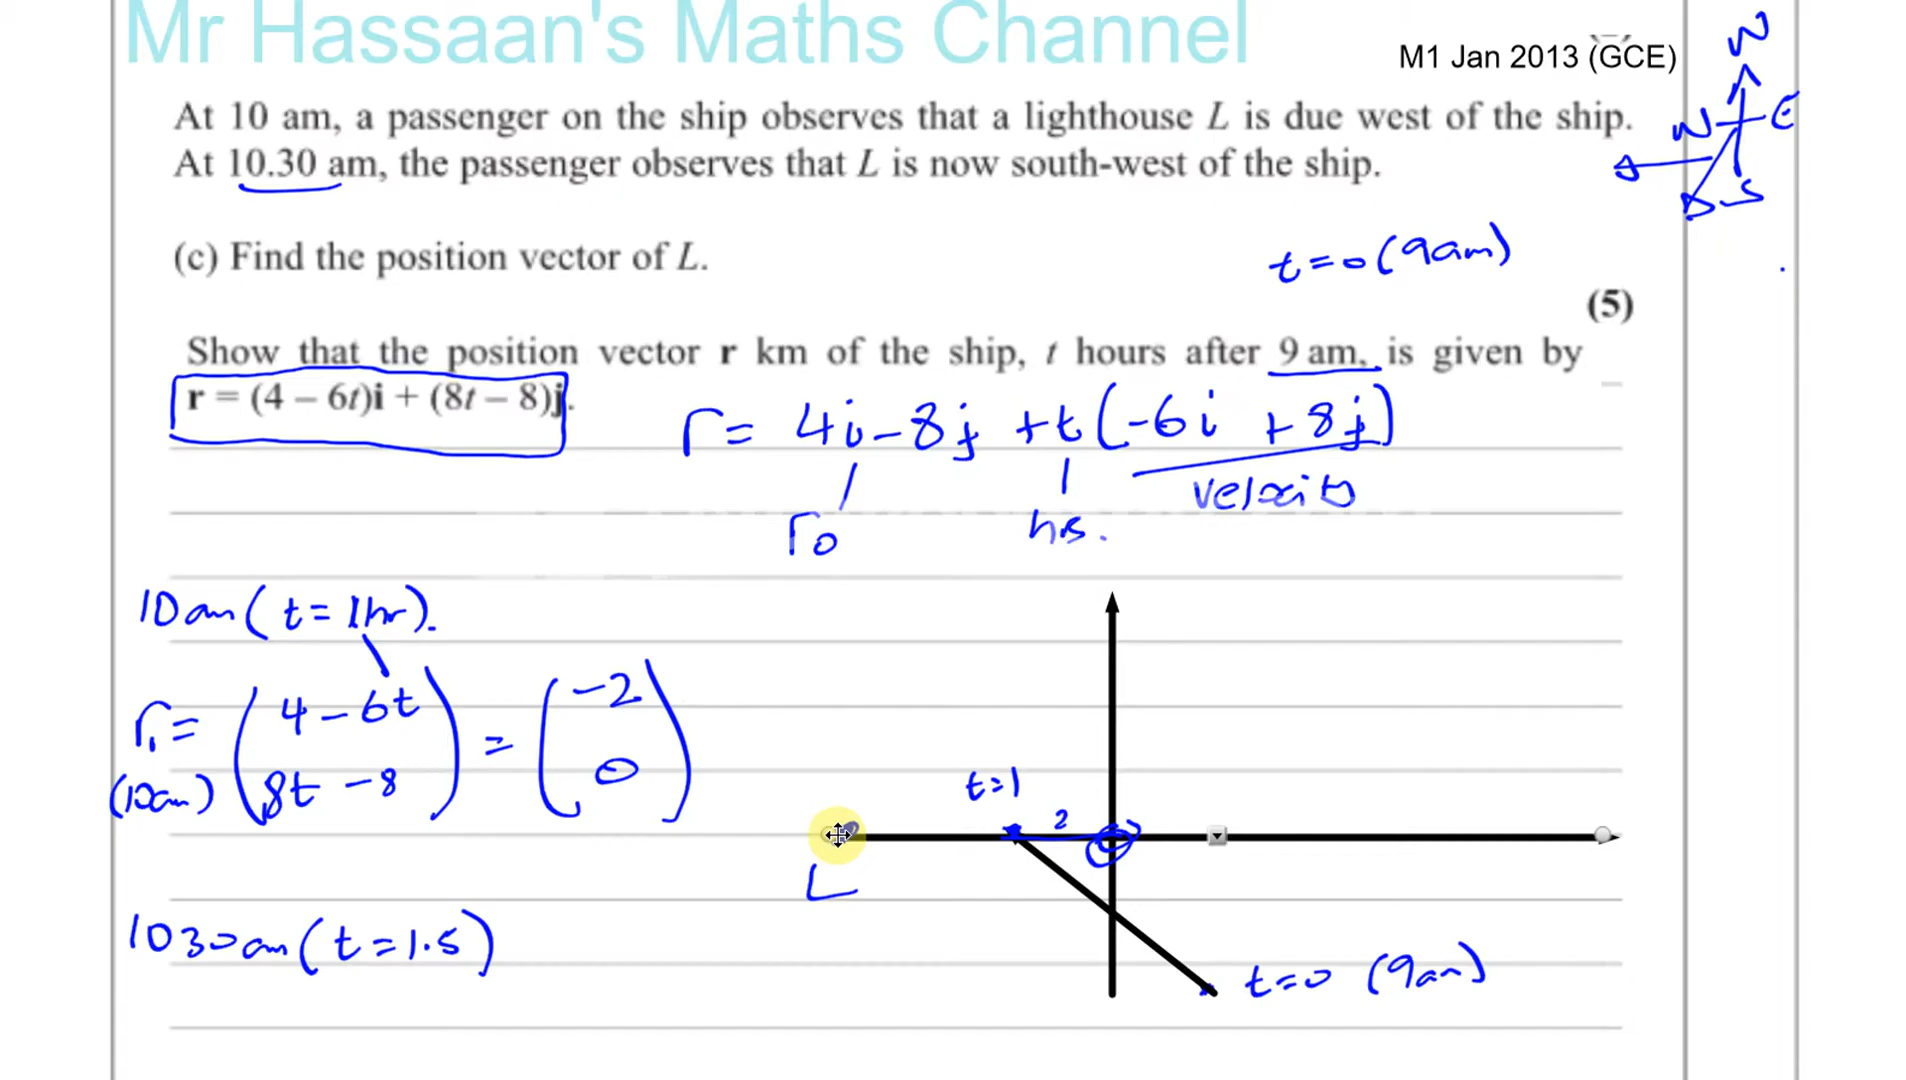 Mr Hassaan's Maths Channel
M1 Jan 2013 (GCE)
N
W E
S
At 10 am, a passenger on the ship observes that a lighthouse L is due west of the ship.
At 10.30 am, the passenger observes that L is now south-west of the ship.
(c) Find the position vector of L.
t=0 (9am)
(5)
Show that the position vector r km of the ship, t hours after 9 am, is given by
r = (4 – 6t)i + (8t – 8)j.
r = 4i - 8j + t(-6i + 8j)
velocity
r0
hrs.
10am (t = 1hr).
r1 = (4 - 6t) = (-2)
(10am) (8t - 8) (0)
t=1
2
L
1030am (t = 1.5)
t=0 (9am)